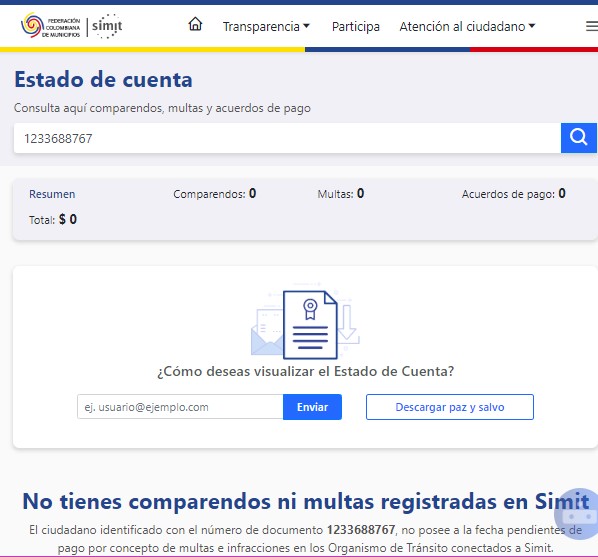 FEDERACIÓN
COLOMBIANA
DE MUNICIPIOS
simit
Transparencia Participa Atención al ciudadano
Estado de cuenta
Consulta aquí comparendos, multas y acuerdos de pago
1233688767
Resumen Comparendos: 0 Multas: 0 Acuerdos de pago: 0
Total: $ 0
¿Cómo deseas visualizar el Estado de Cuenta?
ej. usuario@ejemplo.com Enviar Descargar paz y salvo
No tienes comparendos ni multas registradas en Simit
El ciudadano identificado con el número de documento 1233688767, no posee a la fecha pendientes de
pago por concepto de multas e infracciones en los Organismo de Tránsito conectados a Simit.